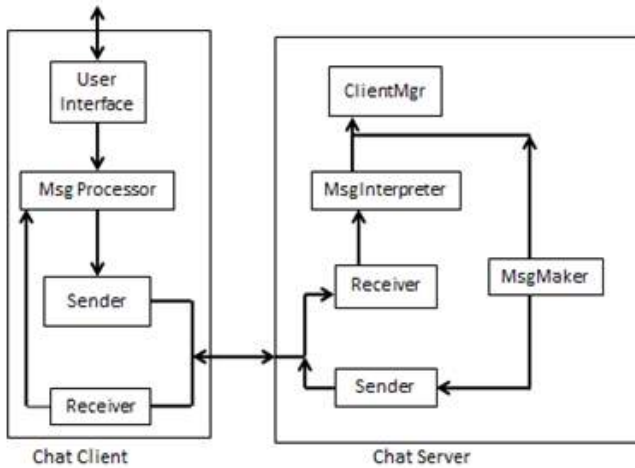 User
Interface
Msg Processor
Sender
Receiver
Chat Client
ClientMgr
MsgInterpreter
Receiver
MsgMaker
Sender
Chat Server